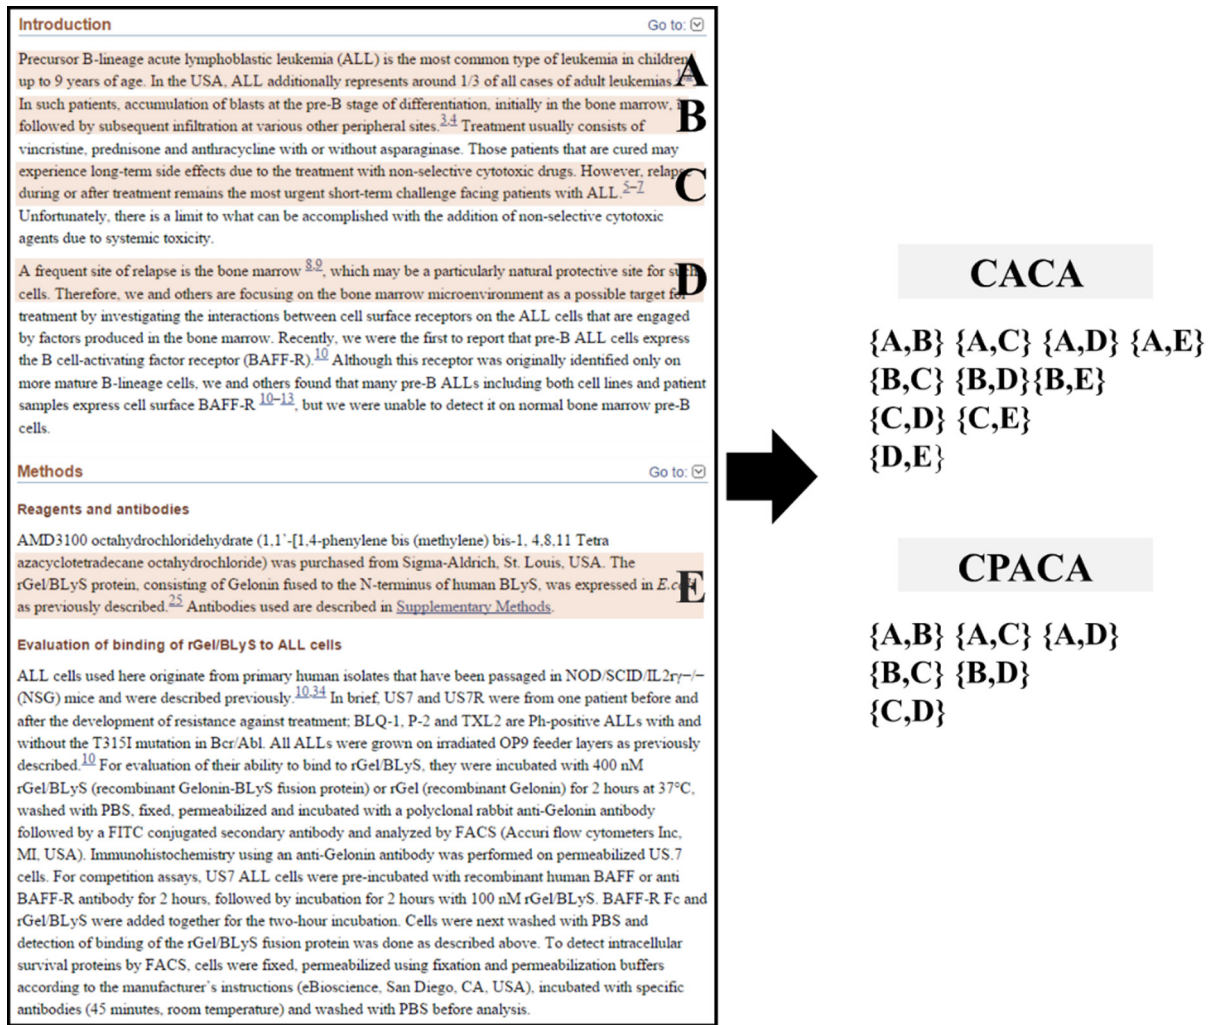 Introduction
Go to:
Precursor B-lineage acute lymphoblastic leukemia (ALL) is the most common type of leukemia in children
up to 9 years of age. In the USA, ALL additionally represents around 1/3 of all cases of adult leukemias.
A
In such patients, accumulation of blasts at the pre-B stage of differentiation, initially in the bone marrow,
followed by subsequent infiltration at various other peripheral sites.3,4 Treatment usually consists of
B
vincristine, prednisone and anthracycline with or without asparaginase. Those patients that are cured may
experience long-term side effects due to the treatment with non-selective cytotoxic drugs. However, relapse
during or after treatment remains the most urgent short-term challenge facing patients with ALL.5–7
C
Unfortunately, there is a limit to what can be accomplished with the addition of non-selective cytotoxic
agents due to systemic toxicity.
A frequent site of relapse is the bone marrow 8,9, which may be a particularly natural protective site for such
cells. Therefore, we and others are focusing on the bone marrow microenvironment as a possible target for
D
treatment by investigating the interactions between cell surface receptors on the ALL cells that are engaged
by factors produced in the bone marrow. Recently, we were the first to report that pre-B ALL cells express
the B cell-activating factor receptor (BAFF-R).10 Although this receptor was originally identified only on
more mature B-lineage cells, we and others found that many pre-B ALLs including both cell lines and patient
samples express cell surface BAFF-R 10–13, but we were unable to detect it on normal bone marrow pre-B
cells.
Methods
Go to:
Reagents and antibodies
AMD3100 octahydrochloridehydrate (1,1`-[1,4-phenylene bis (methylene) bis-1, 4,8,11 Tetra
azacyclotetradecane octahydrochloride) was purchased from Sigma-Aldrich, St. Louis, USA. The
rGel/BLyS protein, consisting of Gelonin fused to the N-terminus of human BLyS, was expressed in E.coli
as previously described.25 Antibodies used are described in Supplementary Methods.
E
Evaluation of binding of rGel/BLyS to ALL cells
ALL cells used here originate from primary human isolates that have been passaged in NOD/SCID/IL2rγ−/−
(NSG) mice and were described previously.10,34 In brief, US7 and US7R were from one patient before and
after the development of resistance against treatment; BLQ-1, P-2 and TXL2 are Ph-positive ALLs with and
without the T315I mutation in Bcr/Abl. All ALLs were grown on irradiated OP9 feeder layers as previously
described.10 For evaluation of their ability to bind to rGel/BLyS, they were incubated with 400 nM
rGel/BLyS (recombinant Gelonin-BLyS fusion protein) or rGel (recombinant Gelonin) for 2 hours at 37°C,
washed with PBS, fixed, permeabilized and incubated with a polyclonal rabbit anti-Gelonin antibody
followed by a FITC conjugated secondary antibody and analyzed by FACS (Accuri flow cytometers Inc,
MI, USA). Immunohistochemistry using an anti-Gelonin antibody was performed on permeabilized US.7
cells. For competition assays, US7 ALL cells were pre-incubated with recombinant human BAFF or anti
BAFF-R antibody for 2 hours, followed by incubation for 2 hours with 100 nM rGel/BLyS. BAFF-R Fc and
rGel/BLyS were added together for the two-hour incubation. Cells were next washed with PBS and
detection of binding of the rGel/BLyS fusion protein was done as described above. To detect intracellular
survival proteins by FACS, cells were fixed, permeabilized using fixation and permeabilization buffers
according to the manufacturer's instructions (eBioscience, San Diego, CA, USA), incubated with specific
antibodies (45 minutes, room temperature) and washed with PBS before analysis.
CACA
{A,B} {A,C} {A,D} {A,E}
{B,C} {B,D}{B,E}
{C,D} {C,E}
{D,E}
CPACA
{A,B} {A,C} {A,D}
{B,C} {B,D}
{C,D}